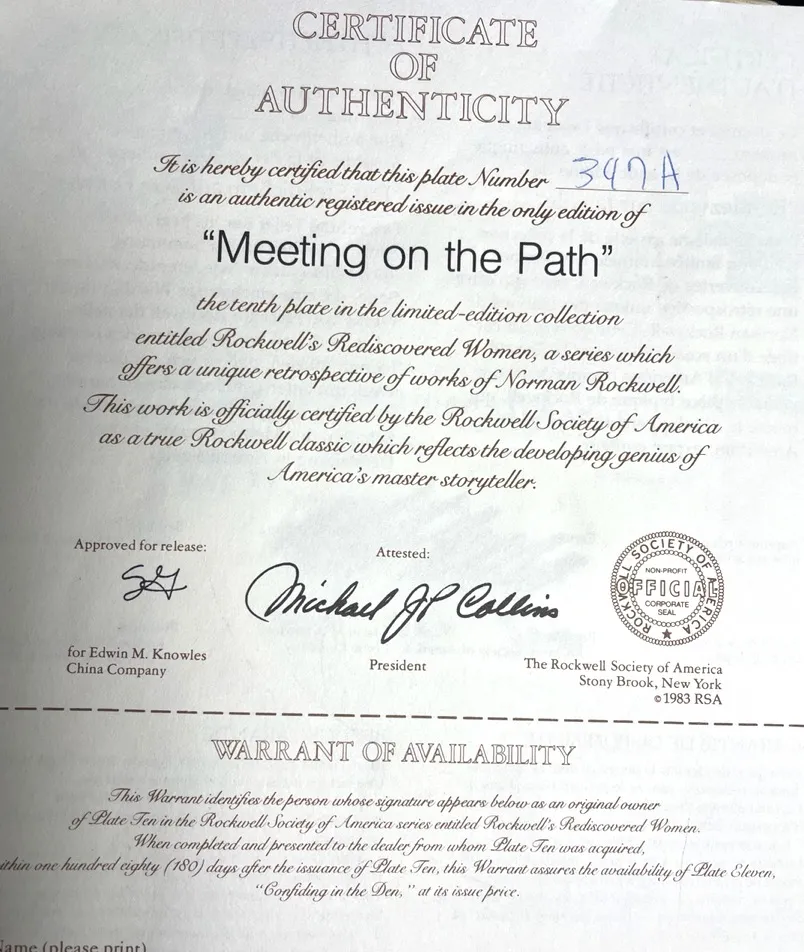 CERTIFICATE
OF
AUTHENTICITY
It is hereby certified that this plate Number 347A
is an authentic registered issue in the only edition of
“Meeting on the Path”
the tenth plate in the limited-edition collection
entitled Rockwell's Rediscovered Women, a series which
offers a unique retrospective of works of Norman Rockwell.
This work is officially certified by the Rockwell Society of America
as a true Rockwell classic which reflects the developing genius of
America's master storyteller.
Approved for release:
Attested:
Michael JP Collins
ROCKWELL SOCIETY OF AMERICA
NON-PROFIT
OFFICIAL
CORPORATE
SEAL
for Edwin M. Knowles
China Company
President
The Rockwell Society of America
Stony Brook, New York
©1983 RSA
WARRANT OF AVAILABILITY
This Warrant identifies the person whose signature appears below as an original owner
of Plate Ten in the Rockwell Society of America series entitled Rockwell's Rediscovered Women.
When completed and presented to the dealer from whom Plate Ten was acquired,
within one hundred eighty (180) days after the issuance of Plate Ten, this Warrant assures the availability of Plate Eleven,
“Confiding in the Den,” at its issue price.
Name (please print)